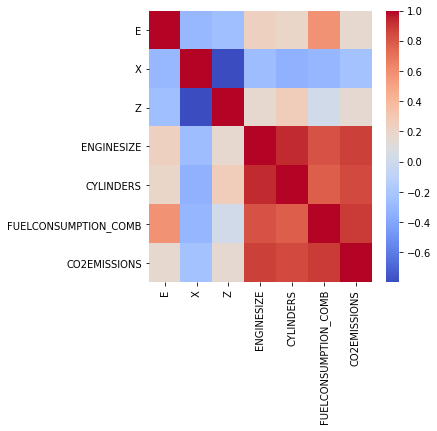 E
X
Z
ENGINESIZE
CYLINDERS
FUELCONSUMPTION_COMB
CO2EMISSIONS
E
X
Z
ENGINESIZE
CYLINDERS
FUELCONSUMPTION_COMB
CO2EMISSIONS
1.0
0.8
0.6
0.4
0.2
0.0
−0.2
−0.4
−0.6